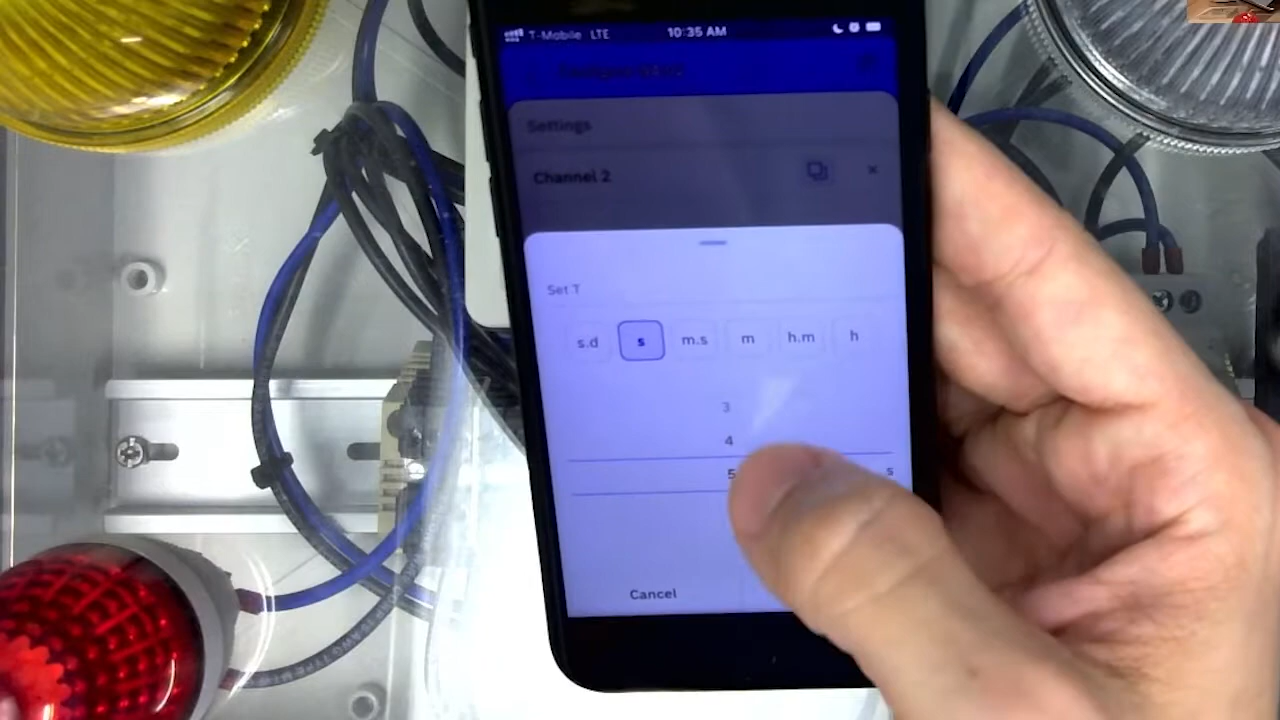 T-Mobile LTE 10:35 AM
Settings
Channel 2
Set T
s.d s m.s m h.m h
3
4
5 s
Cancel